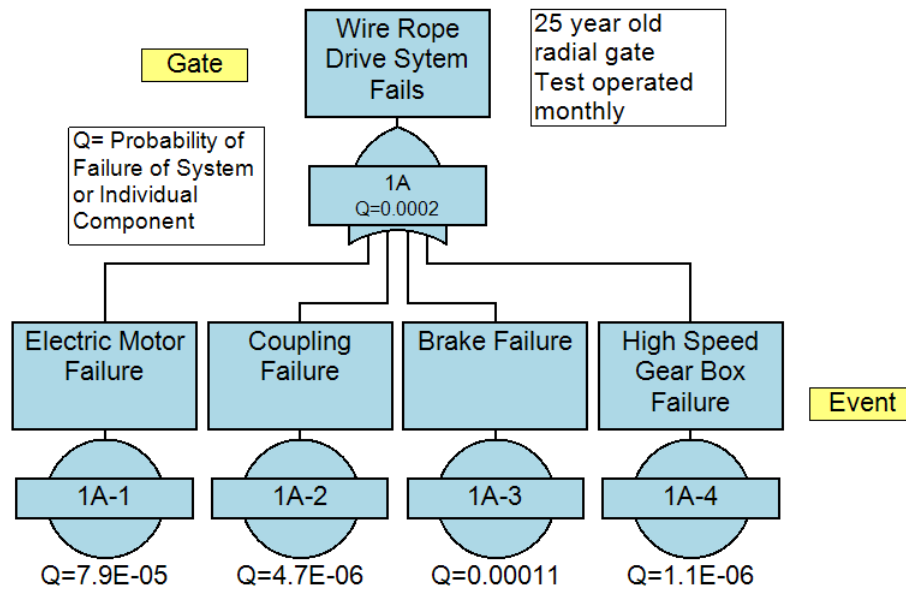 Wire Rope
Drive Sytem
Fails
25 year old
radial gate
Test operated
monthly
Gate
Q= Probability of
Failure of System
or Individual
Component
1A
Q=0.0002
Electric Motor
Failure
Coupling
Failure
Brake Failure
High Speed
Gear Box
Failure
Event
1A-1
1A-2
1A-3
1A-4
Q=7.9E-05
Q=4.7E-06
Q=0.00011
Q=1.1E-06